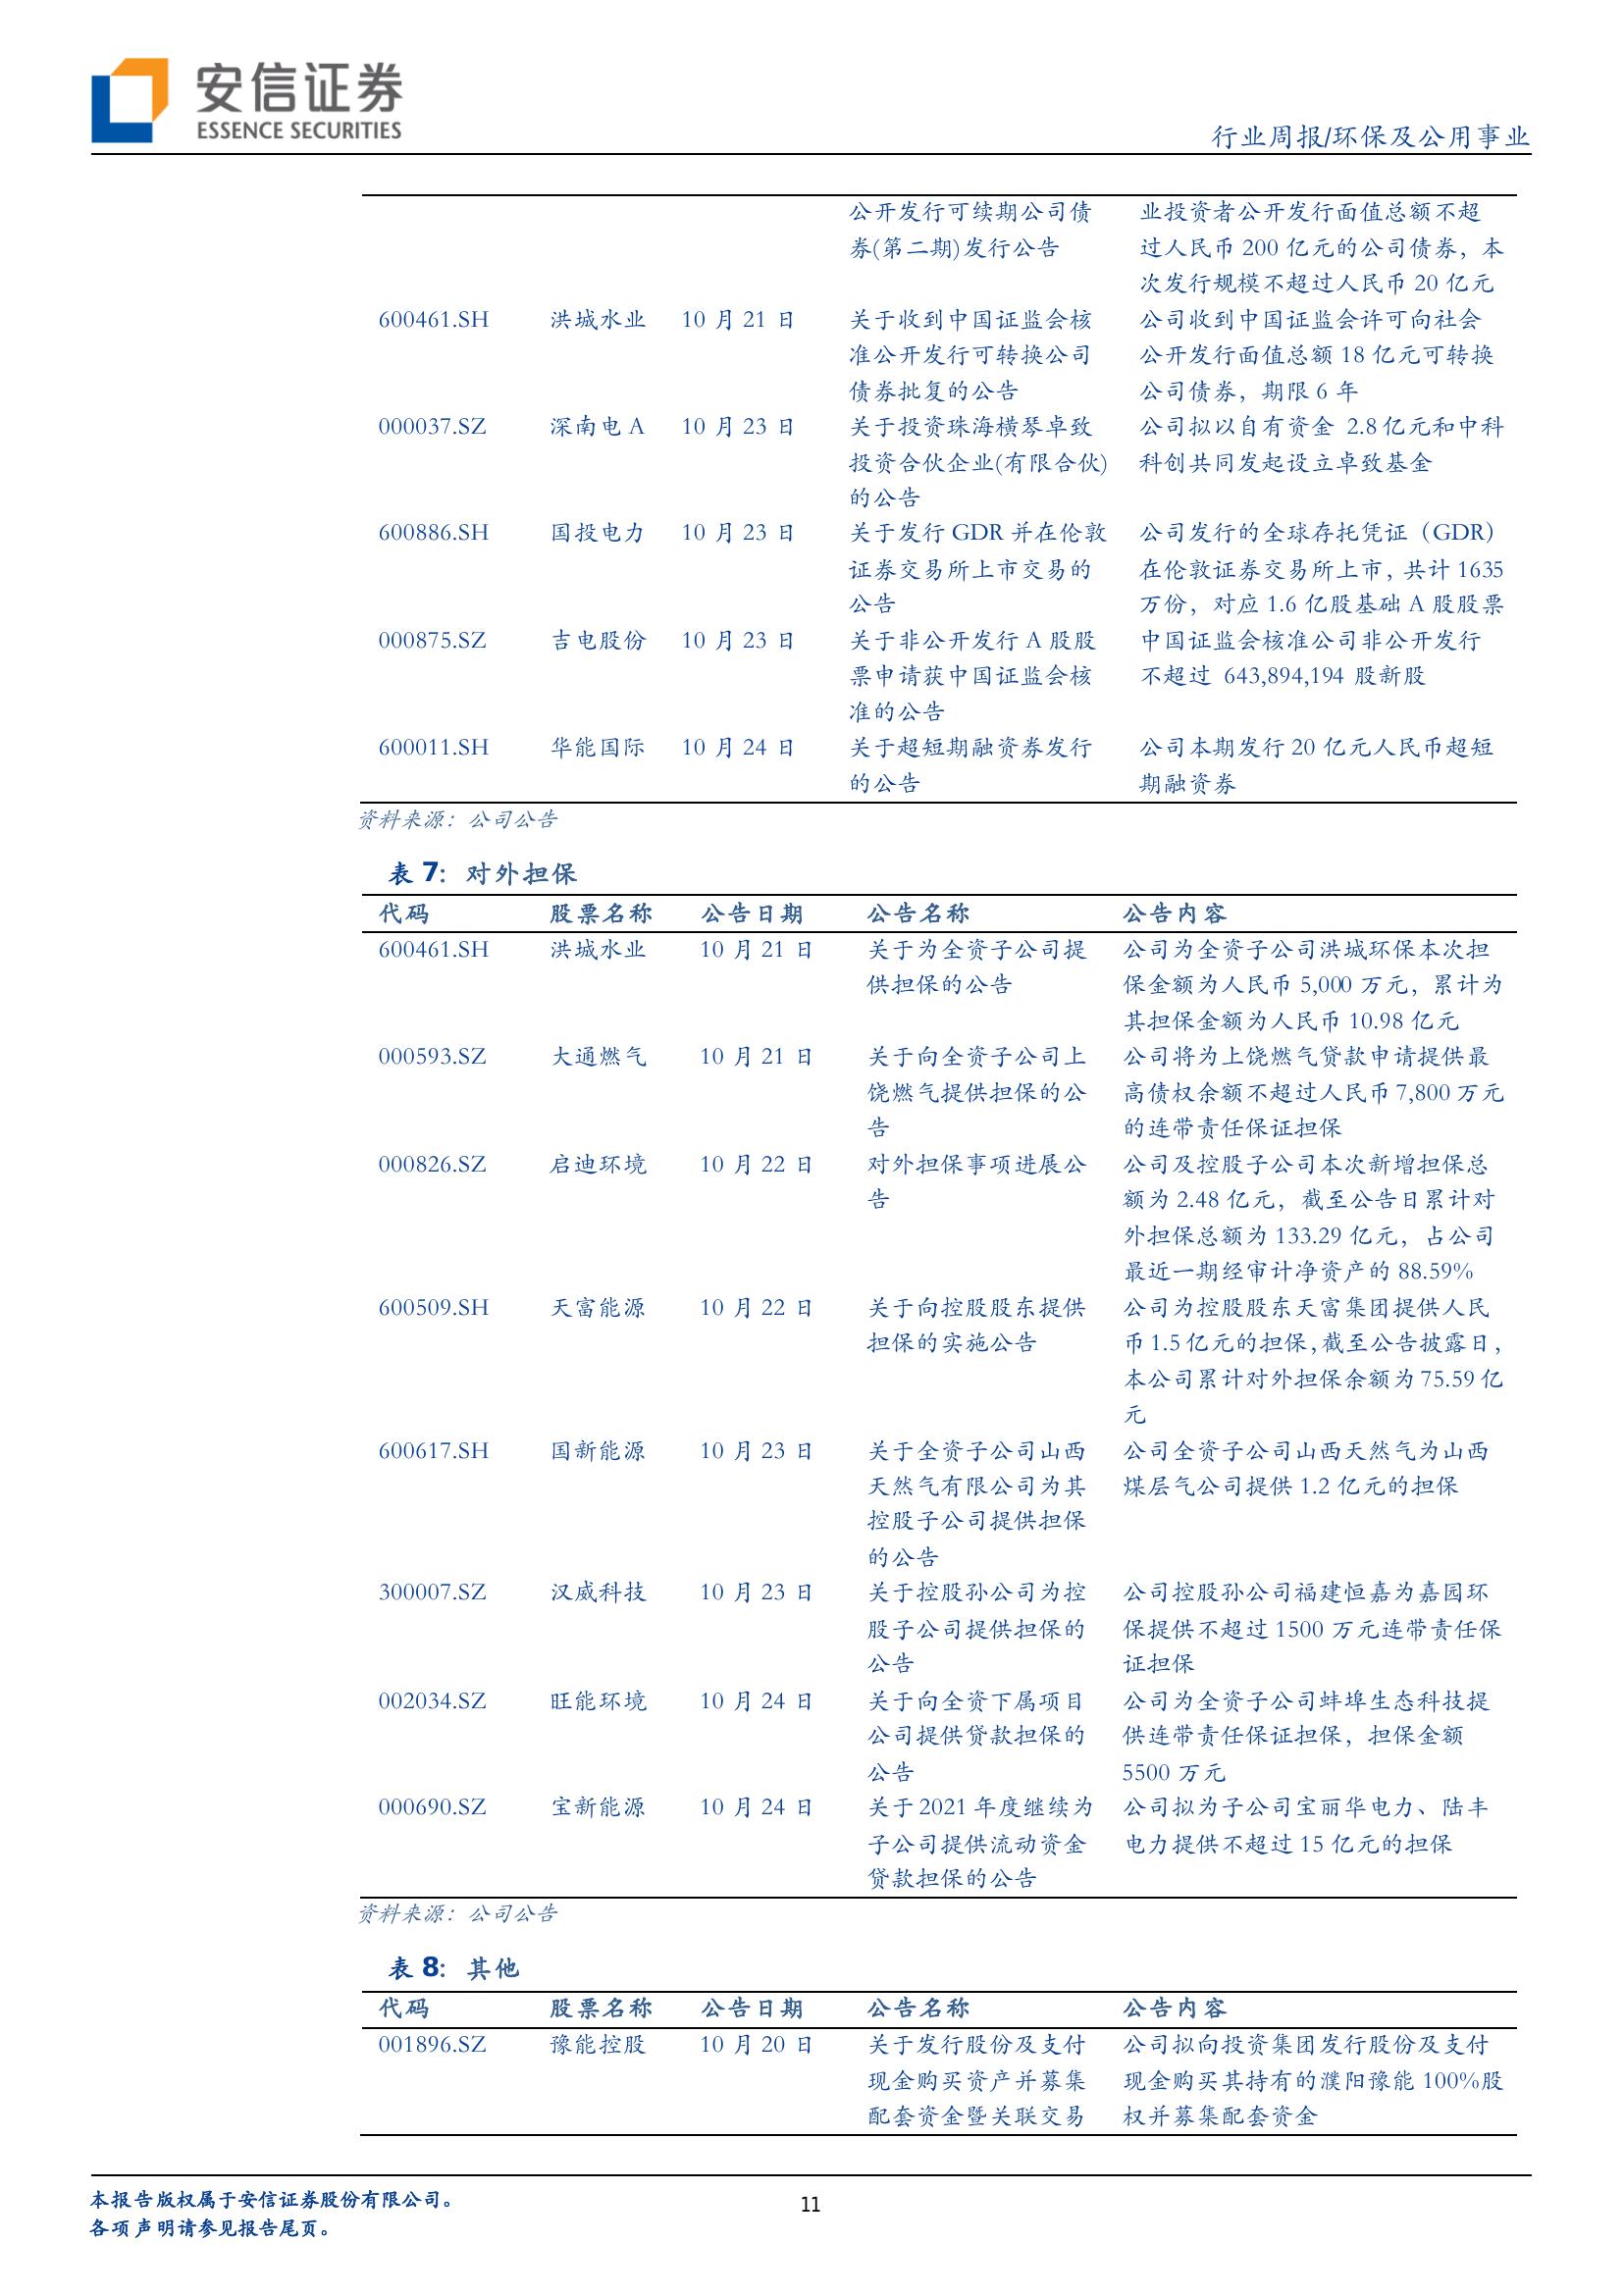 安信证券
ESSENCE SECURITIES
行业周报/环保及公用事业
公开发行可续期公司债 业投资者公开发行面值总额不超
券(第二期)发行公告 过人民币 200 亿元的公司债券，本
次发行规模不超过人民币 20 亿元
600461.SH 洪城水业 10 月 21 日 关于收到中国证监会核 公司收到中国证监会许可向社会
准公开发行可转换公司 公开发行面值总额 18 亿元可转换
债券批复的公告 公司债券，期限 6 年
000037.SZ 深南电 A 10 月 23 日 关于投资珠海横琴卓致 公司拟以自有资金 2.8 亿元和中科
投资合伙企业(有限合伙) 科创共同发起设立卓致基金
的公告
600886.SH 国投电力 10 月 23 日 关于发行 GDR 并在伦敦 公司发行的全球存托凭证（GDR）
证券交易所上市交易的 在伦敦证券交易所上市，共计 1635
公告 万份，对应 1.6 亿股基础 A 股股票
000875.SZ 吉电股份 10 月 23 日 关于非公开发行 A 股股 中国证监会核准公司非公开发行
票申请获中国证监会核 不超过 643,894,194 股新股
准的公告
600011.SH 华能国际 10 月 24 日 关于超短期融资券发行 公司本期发行 20 亿元人民币超短
的公告 期融资券
资料来源：公司公告
表 7: 对外担保
代码 股票名称 公告日期 公告名称 公告内容
600461.SH 洪城水业 10 月 21 日 关于为全资子公司提 公司为全资子公司洪城环保本次担
供担保的公告 保金额为人民币 5,000 万元，累计为
其担保金额为人民币 10.98 亿元
000593.SZ 大通燃气 10 月 21 日 关于向全资子公司上 公司将为上饶燃气贷款申请提供最
饶燃气提供担保的公 高债权余额不超过人民币 7,800 万元
告 的连带责任保证担保
000826.SZ 启迪环境 10 月 22 日 对外担保事项进展公 公司及控股子公司本次新增担保总
告 额为 2.48 亿元，截至公告日累计对
外担保总额为 133.29 亿元，占公司
最近一期经审计净资产的 88.59%
600509.SH 天富能源 10 月 22 日 关于向控股股东提供 公司为控股股东天富集团提供人民
担保的实施公告 币 1.5 亿元的担保，截至公告披露日，
本公司累计对外担保余额为 75.59 亿
元
600617.SH 国新能源 10 月 23 日 关于全资子公司山西 公司全资子公司山西天然气为山西
天然气有限公司为其 煤层气公司提供 1.2 亿元的担保
控股子公司提供担保
的公告
300007.SZ 汉威科技 10 月 23 日 关于控股孙公司为控 公司控股孙公司福建恒嘉为嘉园环
股子公司提供担保的 保提供不超过 1500 万元连带责任保
公告 证担保
002034.SZ 旺能环境 10 月 24 日 关于向全资下属项目 公司为全资子公司蚌埠生态科技提
公司提供贷款担保的 供连带责任保证担保，担保金额
公告 5500 万元
000690.SZ 宝新能源 10 月 24 日 关于 2021 年度继续为 公司拟为子公司宝丽华电力、陆丰
子公司提供流动资金 电力提供不超过 15 亿元的担保
贷款担保的公告
资料来源：公司公告
表 8: 其他
代码 股票名称 公告日期 公告名称 公告内容
001896.SZ 豫能控股 10 月 20 日 关于发行股份及支付 公司拟向投资集团发行股份及支付
现金购买资产并募集 现金购买其持有的濮阳豫能 100%股
配套资金暨关联交易 权并募集配套资金
本报告版权属于安信证券股份有限公司。
各项声明请参见报告尾页。
11